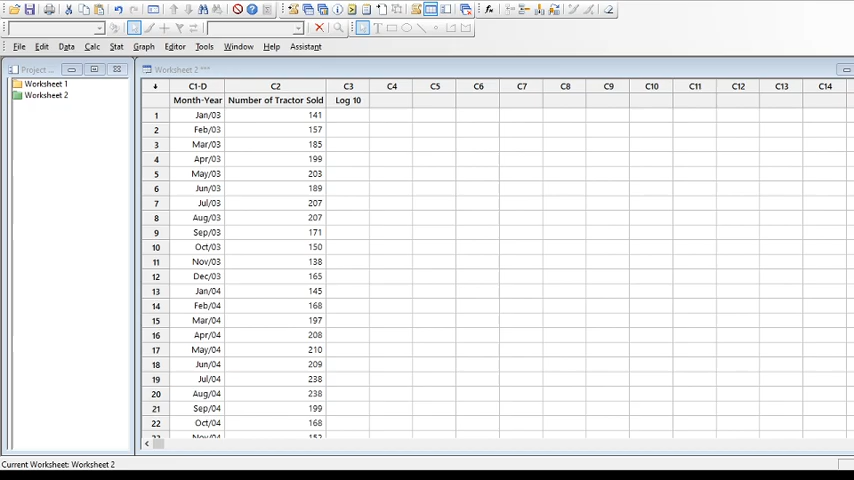 File Edit Data Calc Stat Graph Editor Tools Window Help Assistant
Project ...
Worksheet 1
Worksheet 2
Worksheet 2 ***
C1-D C2 C3 C4 C5 C6 C7 C8 C9 C10 C11 C12 C13 C14
Month-Year Number of Tractor Sold Log 10
1 Jan/03 141
2 Feb/03 157
3 Mar/03 185
4 Apr/03 199
5 May/03 203
6 Jun/03 189
7 Jul/03 207
8 Aug/03 207
9 Sep/03 171
10 Oct/03 150
11 Nov/03 138
12 Dec/03 165
13 Jan/04 145
14 Feb/04 168
15 Mar/04 197
16 Apr/04 208
17 May/04 210
18 Jun/04 209
19 Jul/04 238
20 Aug/04 238
21 Sep/04 199
22 Oct/04 168
23 Nov/04 152
Current Worksheet: Worksheet 2